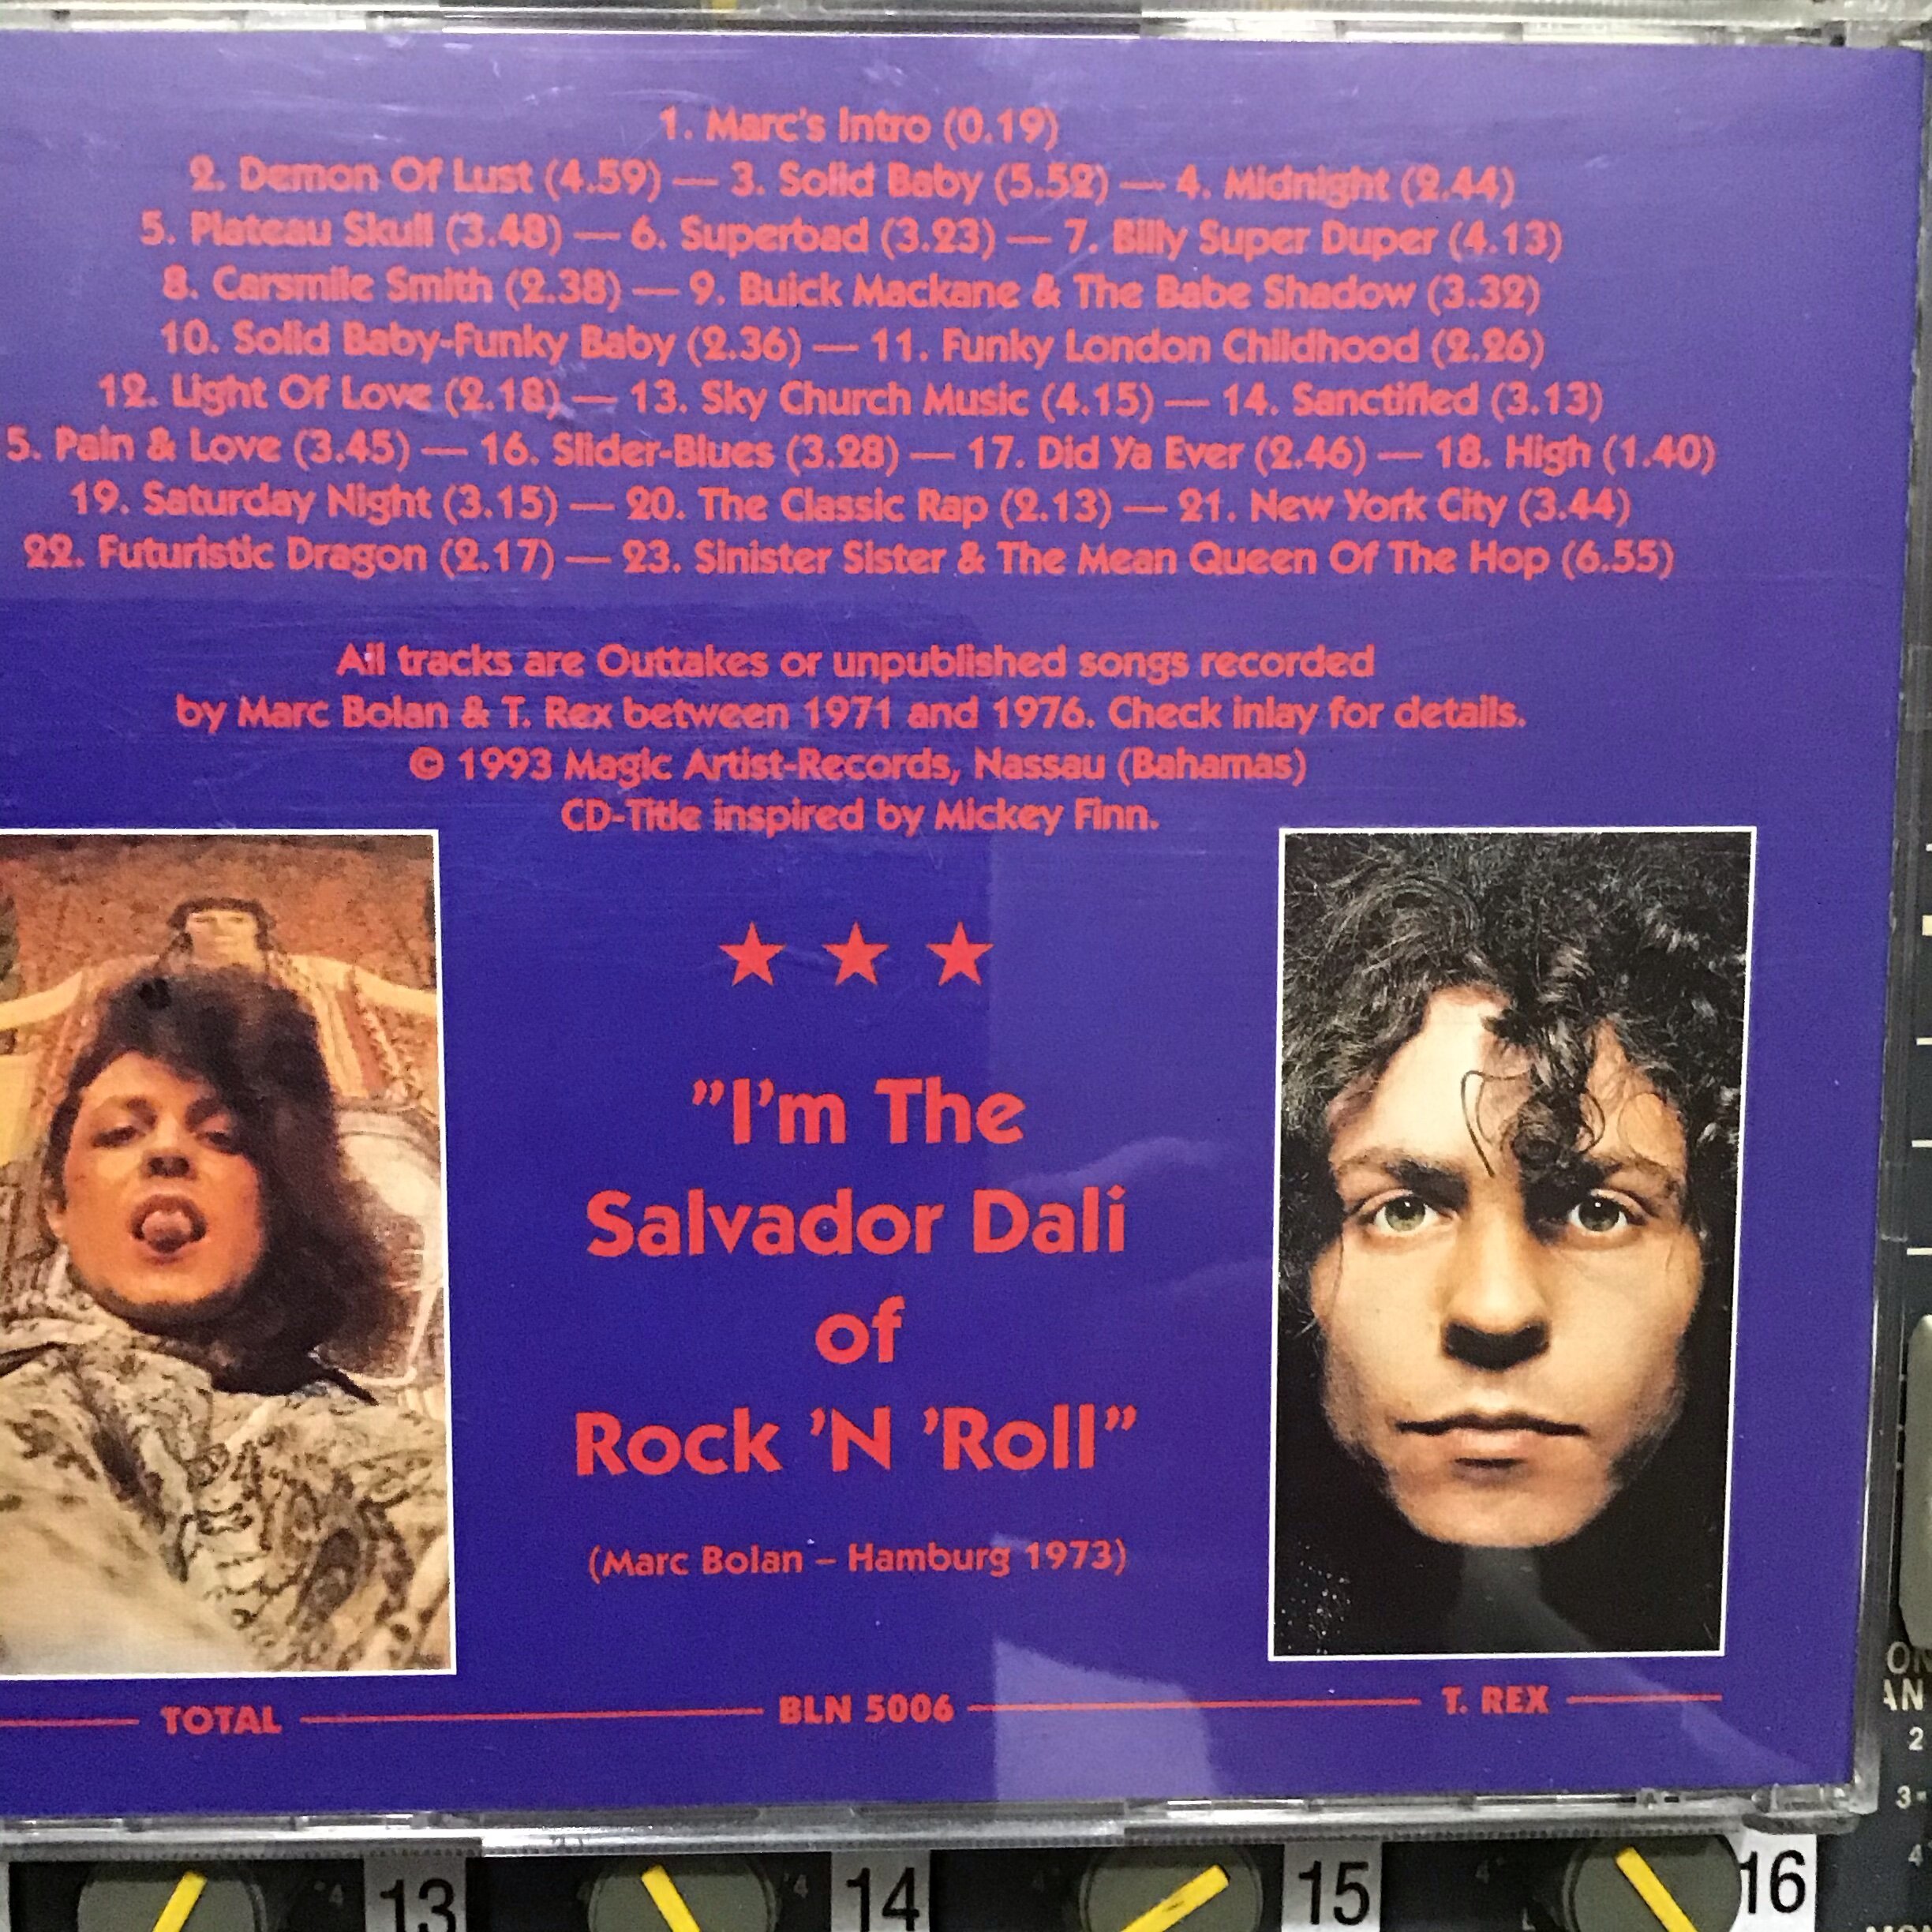 1. Marc's Intro (0.19)
2. Demon Of Lust (4.59) — 3. Solid Baby (5.52) — 4. Midnight (2.44)
5. Plateau Skull (3.48) — 6. Superbad (3.23) — 7. Billy Super Duper (4.13)
8. Carsmile Smith (2.38) — 9. Buick Mackane & The Babe Shadow (3.32)
10. Solid Baby-Funky Baby (2.36) — 11. Funky London Childhood (2.26)
12. Light Of Love (2.18) — 13. Sky Church Music (4.15) — 14. Sanctified (3.13)
5. Pain & Love (3.45) — 16. Slider-Blues (3.28) — 17. Did Ya Ever (2.46) — 18. High (1.40)
19. Saturday Night (3.15) — 20. The Classic Rap (2.13) — 21. New York City (3.44)
22. Futuristic Dragon (2.17) — 23. Sinister Sister & The Mean Queen Of The Hop (6.55)
All tracks are Outtakes or unpublished songs recorded
by Marc Bolan & T. Rex between 1971 and 1976. Check inlay for details.
© 1993 Magic Artist-Records, Nassau (Bahamas)
CD-Title inspired by Mickey Finn.
★ ★ ★
"I'm The
Salvador Dali
of
Rock 'N 'Roll"
(Marc Bolan – Hamburg 1973)
TOTAL — BLN 5006 — T. REX
2
3
4
13 14 15 16